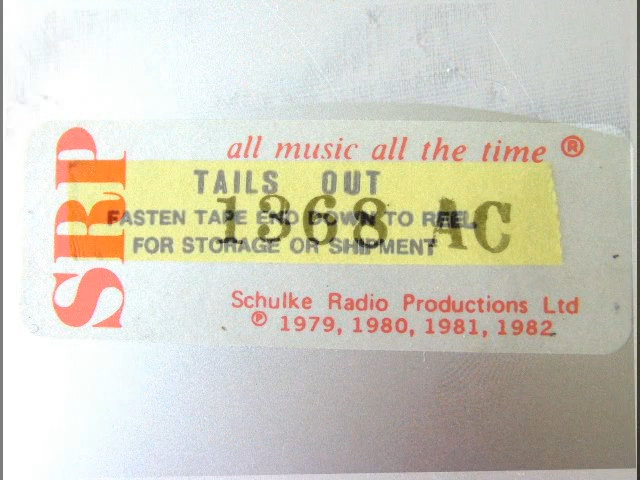 SRP
all music all the time ®
TAILS OUT
FASTEN TAPE END DOWN TO REEL
1368 AC
FOR STORAGE OR SHIPMENT
Schulke Radio Productions Ltd
℗ 1979, 1980, 1981, 1982